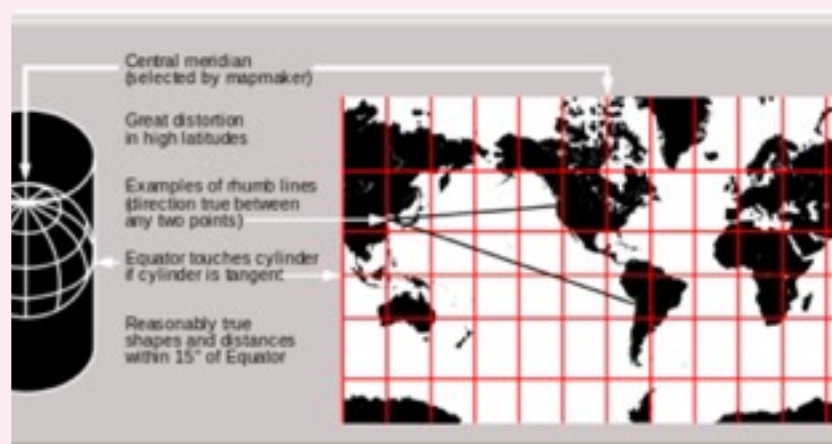 Central meridian
(selected by mapmaker)
Great distortion
in high latitudes
Examples of rhumb lines
(direction true between
any two points)
Equator touches cylinder
if cylinder is tangent
Reasonably true
shapes and distances
within 15° of Equator